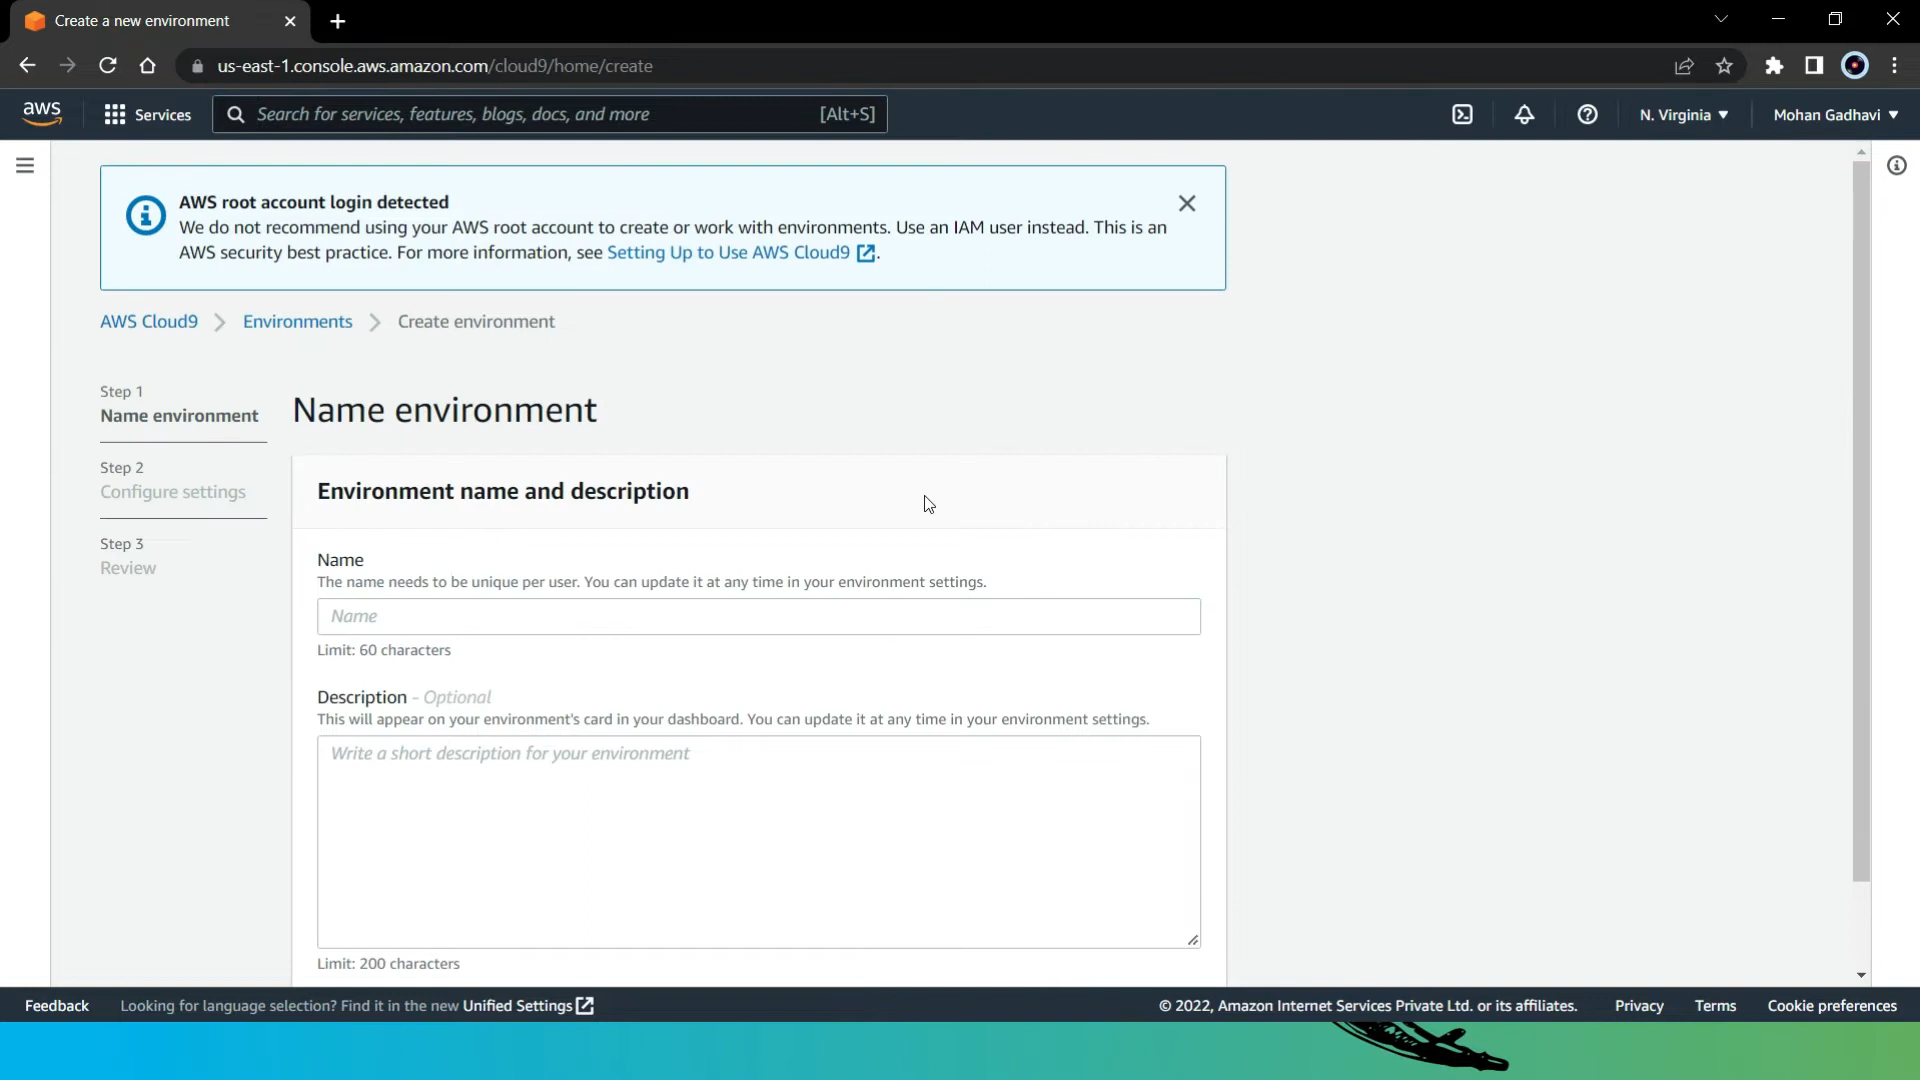 Create a new environment
us-east-1.console.aws.amazon.com/cloud9/home/create
aws
Services
Search for services, features, blogs, docs, and more
[Alt+S]
N. Virginia
Mohan Gadhavi
AWS root account login detected
We do not recommend using your AWS root account to create or work with environments. Use an IAM user instead. This is an
AWS security best practice. For more information, see Setting Up to Use AWS Cloud9.
AWS Cloud9
Environments
Create environment
Step 1
Name environment
Step 2
Configure settings
Step 3
Review
Name environment
Environment name and description
Name
The name needs to be unique per user. You can update it at any time in your environment settings.
Name
Limit: 60 characters
Description - Optional
This will appear on your environment's card in your dashboard. You can update it at any time in your environment settings.
Write a short description for your environment
Limit: 200 characters
Feedback
Looking for language selection? Find it in the new Unified Settings
© 2022, Amazon Internet Services Private Ltd. or its affiliates.
Privacy
Terms
Cookie preferences